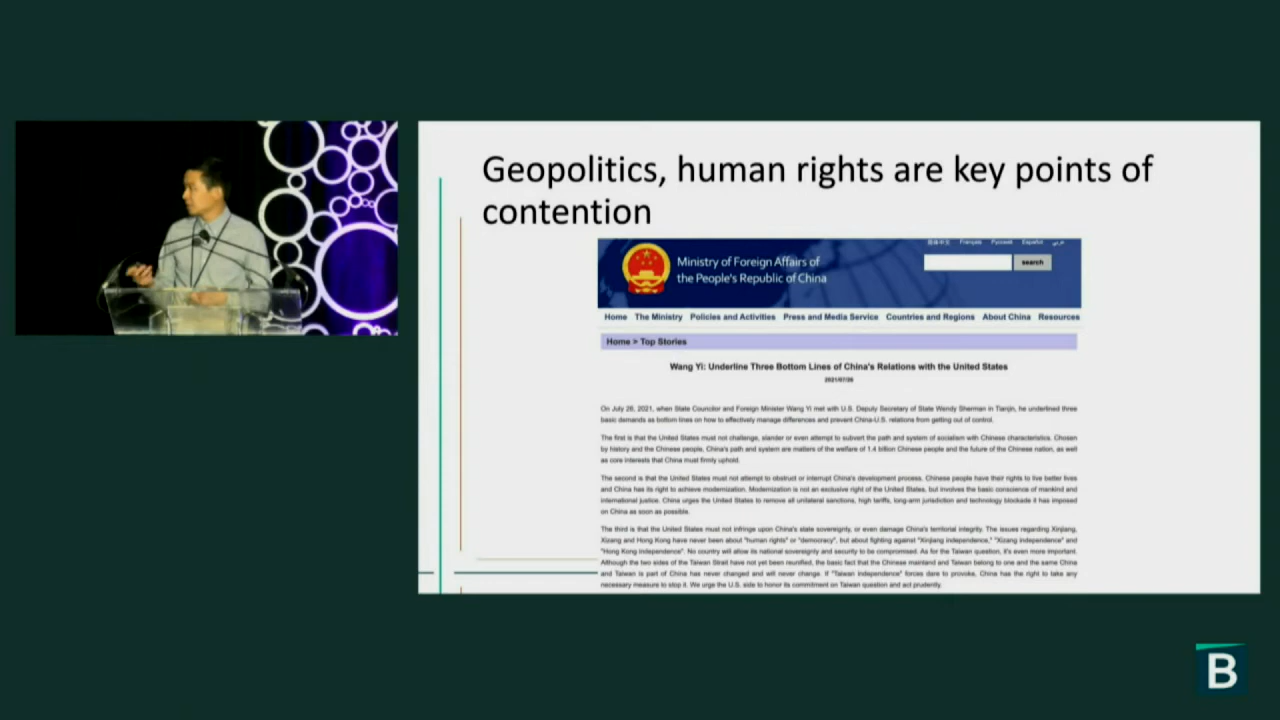 Geopolitics, human rights are key points of
contention
简体中文 Français Русский Español عربي
Ministry of Foreign Affairs of
the People's Republic of China
search
Home The Ministry Policies and Activities Press and Media Service Countries and Regions About China Resources
Home > Top Stories
Wang Yi: Underline Three Bottom Lines of China's Relations with the United States
2021/07/26
On July 26, 2021, when State Councilor and Foreign Minister Wang Yi met with U.S. Deputy Secretary of State Wendy Sherman in Tianjin, he underlined three
basic demands as bottom lines on how to effectively manage differences and prevent China-U.S. relations from getting out of control.
The first is that the United States must not challenge, slander or even attempt to subvert the path and system of socialism with Chinese characteristics. Chosen
by history and the Chinese people, China's path and system are matters of the welfare of 1.4 billion Chinese people and the future of the Chinese nation, as well
as core interests that China must firmly uphold.
The second is that the United States must not attempt to obstruct or interrupt China's development process. Chinese people have their rights to live better lives
and China has its right to achieve modernization. Modernization is not an exclusive right of the United States, but involves the basic conscience of mankind and
international justice. China urges the United States to remove all unilateral sanctions, high tariffs, long-arm jurisdiction and technology blockade it has imposed
on China as soon as possible.
The third is that the United States must not infringe upon China's state sovereignty, or even damage China's territorial integrity. The issues regarding Xinjiang,
Xizang and Hong Kong have never been about "human rights" or "democracy", but about fighting against "Xinjiang independence," "Xizang independence" and
"Hong Kong independence". No country will allow its national sovereignty and security to be compromised. As for the Taiwan question, it's even more important.
Although the two sides of the Taiwan Strait have not yet been reunified, the basic fact that the Chinese mainland and Taiwan belong to one and the same China
and Taiwan is part of China has never changed and will never change. If "Taiwan independence" forces dare to provoke, China has the right to take any
necessary measure to stop it. We urge the U.S. side to honor its commitment on Taiwan question and act prudently.
B